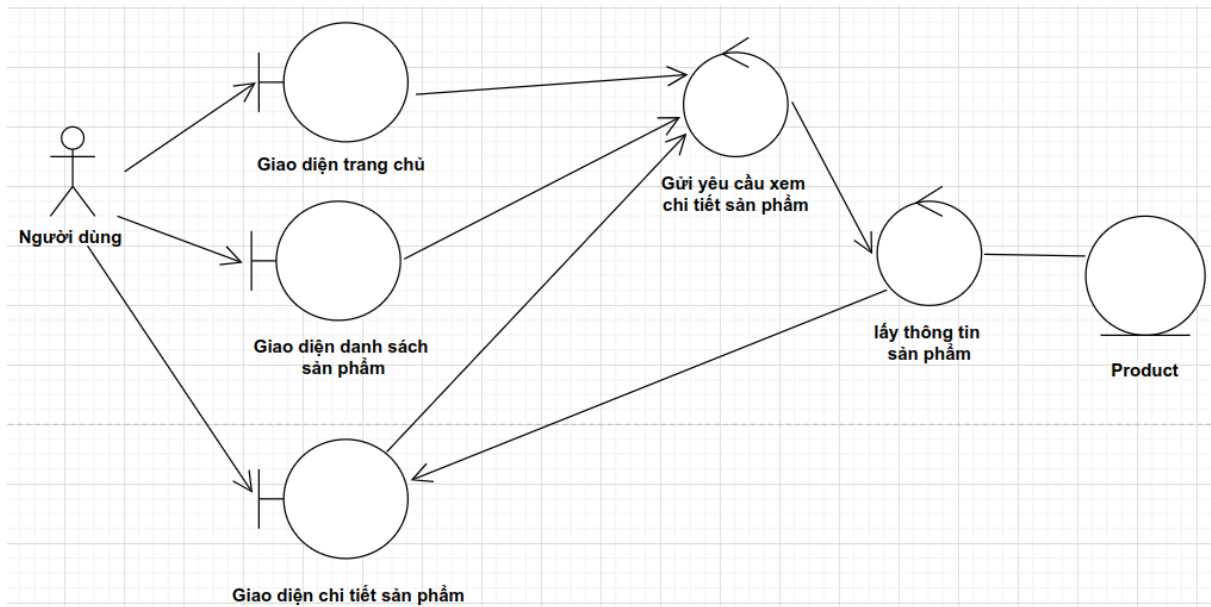 Giao diện trang chủ
Gửi yêu cầu xem
chi tiết sản phẩm
Người dùng
Giao diện danh sách
sản phẩm
lấy thông tin
sản phẩm
Product
Giao diện chi tiết sản phẩm